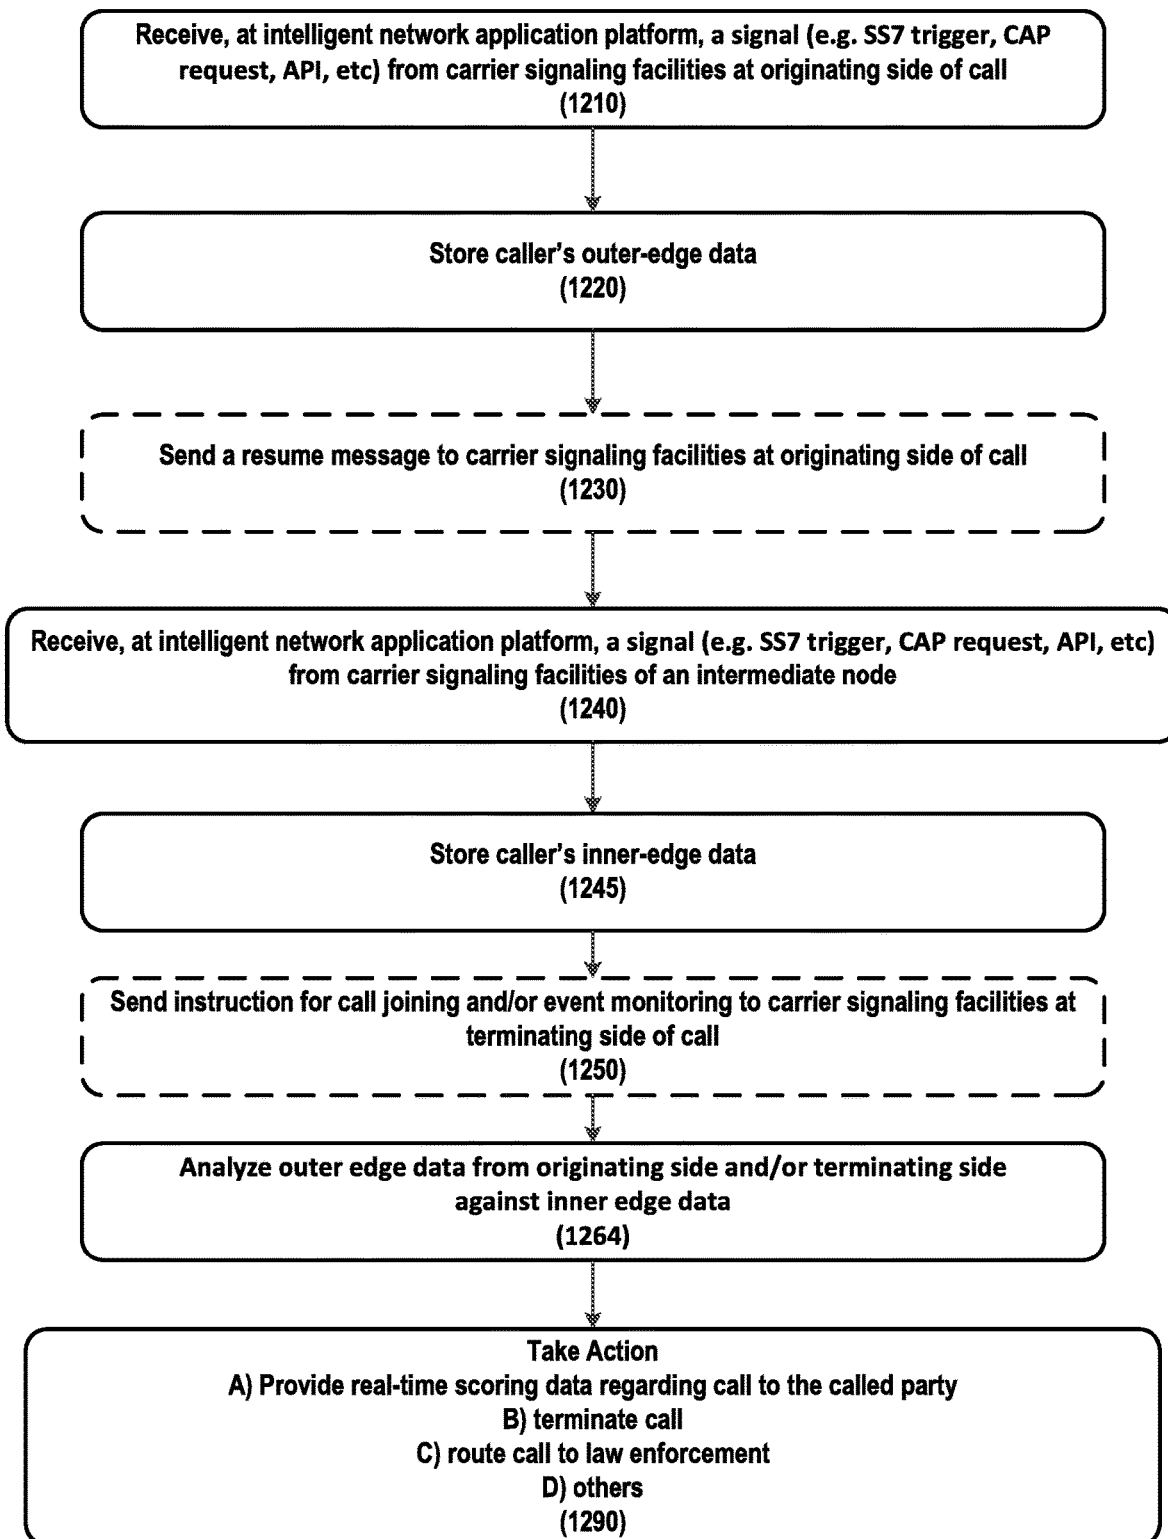 Receive, at intelligent network application platform, a signal (e.g. SS7 trigger, CAP
request, API, etc) from carrier signaling facilities at originating side of call
(1210)
Store caller's outer-edge data
(1220)
Send a resume message to carrier signaling facilities at originating side of call
(1230)
Receive, at intelligent network application platform, a signal (e.g. SS7 trigger, CAP request, API, etc)
from carrier signaling facilities of an intermediate node
(1240)
Store caller's inner-edge data
(1245)
Send instruction for call joining and/or event monitoring to carrier signaling facilities at
terminating side of call
(1250)
Analyze outer edge data from originating side and/or terminating side
against inner edge data
(1264)
Take Action
A) Provide real-time scoring data regarding call to the called party
B) terminate call
C) route call to law enforcement
D) others
(1290)